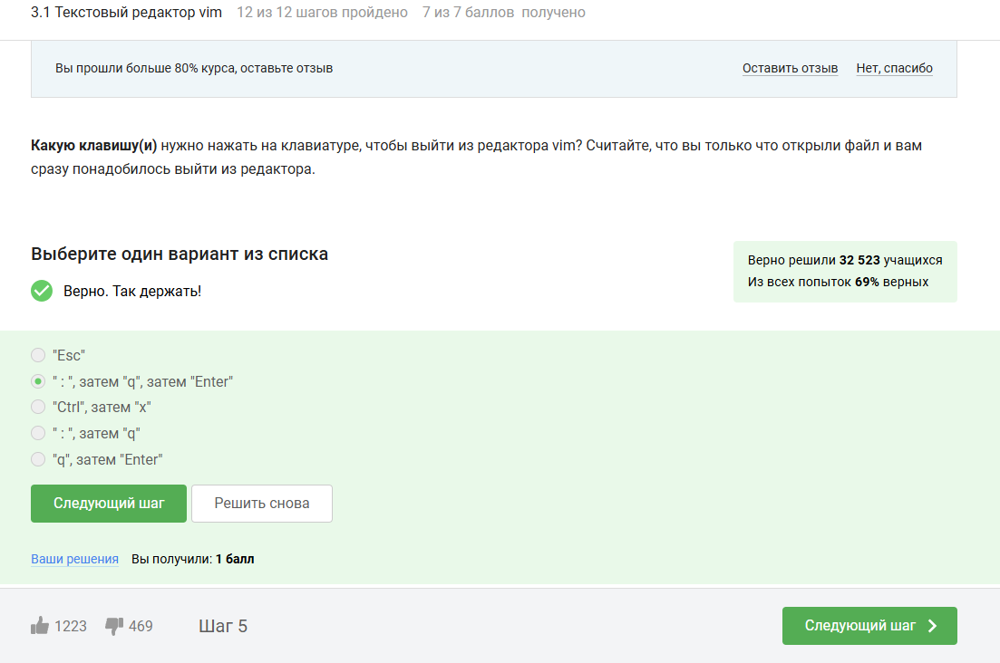 3.1 Текстовый редактор vim 12 из 12 шагов пройдено 7 из 7 баллов получено
Вы прошли больше 80% курса, оставьте отзыв Оставить отзыв Нет, спасибо
Какую клавишу(и) нужно нажать на клавиатуре, чтобы выйти из редактора vim? Считайте, что вы только что открыли файл и вам
сразу понадобилось выйти из редактора.
Выберите один вариант из списка
Верно. Так держать!
Верно решили 32 523 учащихся
Из всех попыток 69% верных
"Esc"
" : ", затем "q", затем "Enter"
"Ctrl", затем "x"
" : ", затем "q"
"q", затем "Enter"
Следующий шаг Решить снова
Ваши решения Вы получили: 1 балл
1223 469 Шаг 5 Следующий шаг